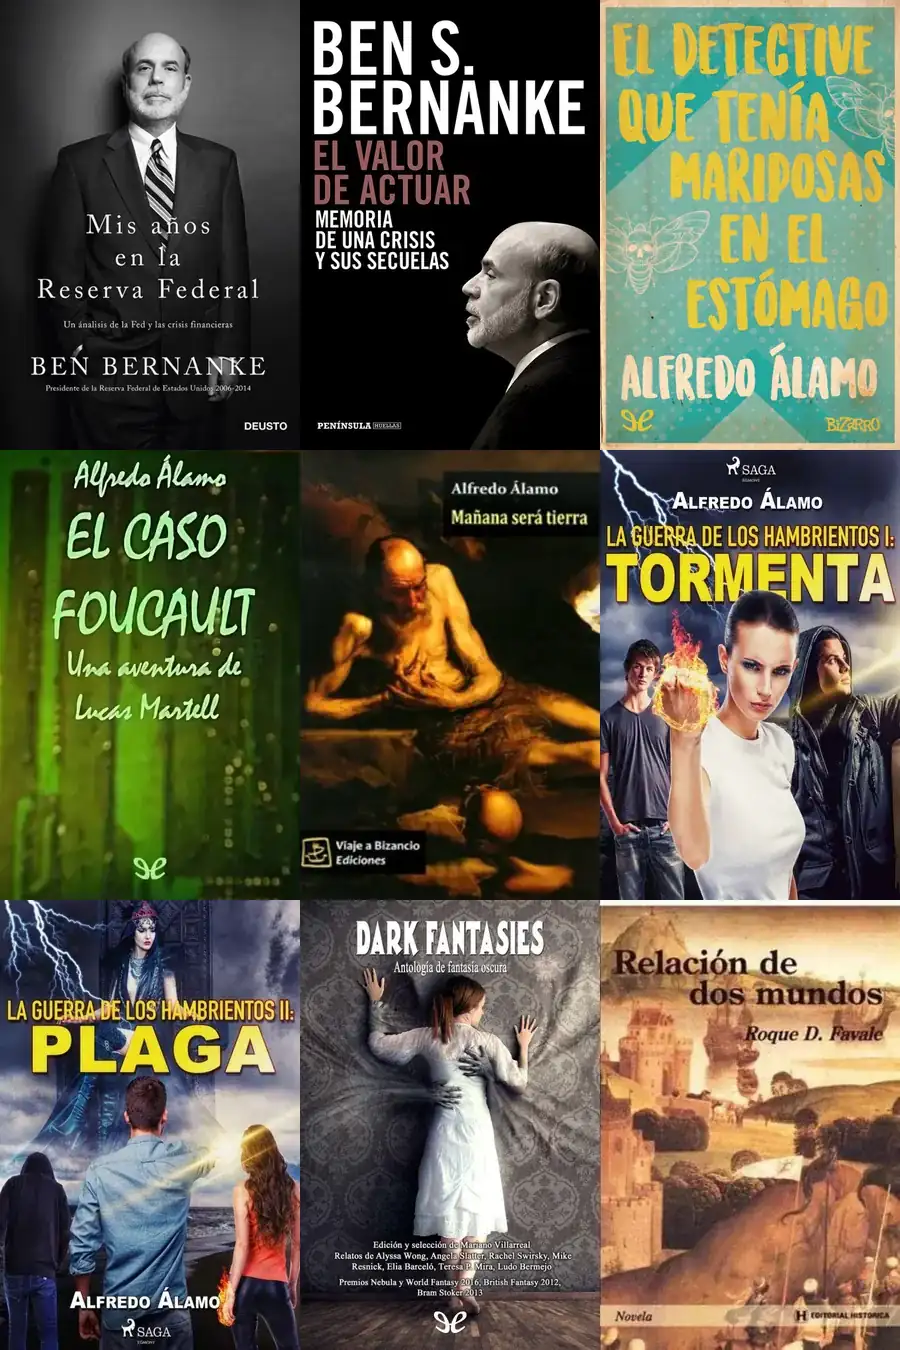 Mis años
en la
Reserva Federal
Un ánalisis de la Fed y las crisis financieras
BEN BERNANKE
Presidente de la Reserva Federal de Estados Unidos 2006-2014
DEUSTO
BEN S.
BERNANKE
EL VALOR
DE ACTUAR
MEMORIA
DE UNA CRISIS
Y SUS SECUELAS
PENÍNSULA HUELLAS
EL DETECTIVE
QUE TENÍA
MARIPOSAS
EN EL
ESTÓMAGO
ALFREDO ÁLAMO
BIZARRO
Alfredo Álamo
EL CASO
FOUCAULT
Una aventura de
Lucas Martell
Alfredo Álamo
Mañana será tierra
Viaje a Bizancio
Ediciones
SAGA
EGMONT
ALFREDO ÁLAMO
LA GUERRA DE LOS HAMBRIENTOS I:
TORMENTA
LA GUERRA DE LOS HAMBRIENTOS II:
PLAGA
ALFREDO ÁLAMO
SAGA
EGMONT
DARK FANTASIES
Antología de fantasía oscura
Edición y selección de Mariano Villarreal
Relatos de Alyssa Wong, Angela Slatter, Rachel Swirsky, Mike
Resnick, Elia Barceló, Teresa P. Mira, Ludo Bermejo
Premios Nebula y World Fantasy 2016, British Fantasy 2012,
Bram Stoker 2013
Relación de
dos mundos
Roque D. Favale
Novela
H EDITORIAL HISTORICA